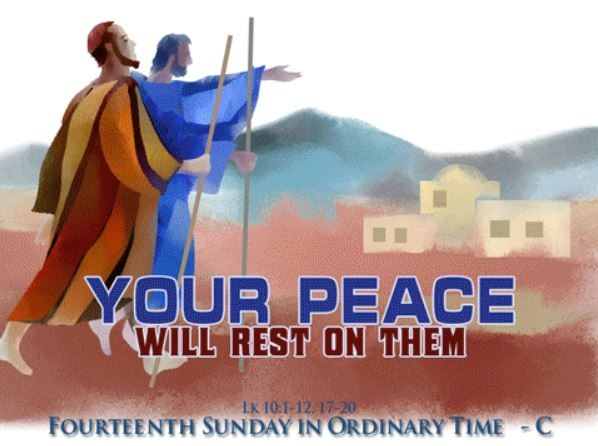 YOUR PEACE
WILL REST ON THEM
LK 10:1-12, 17-20
FOURTEENTH SUNDAY IN ORDINARY TIME - C